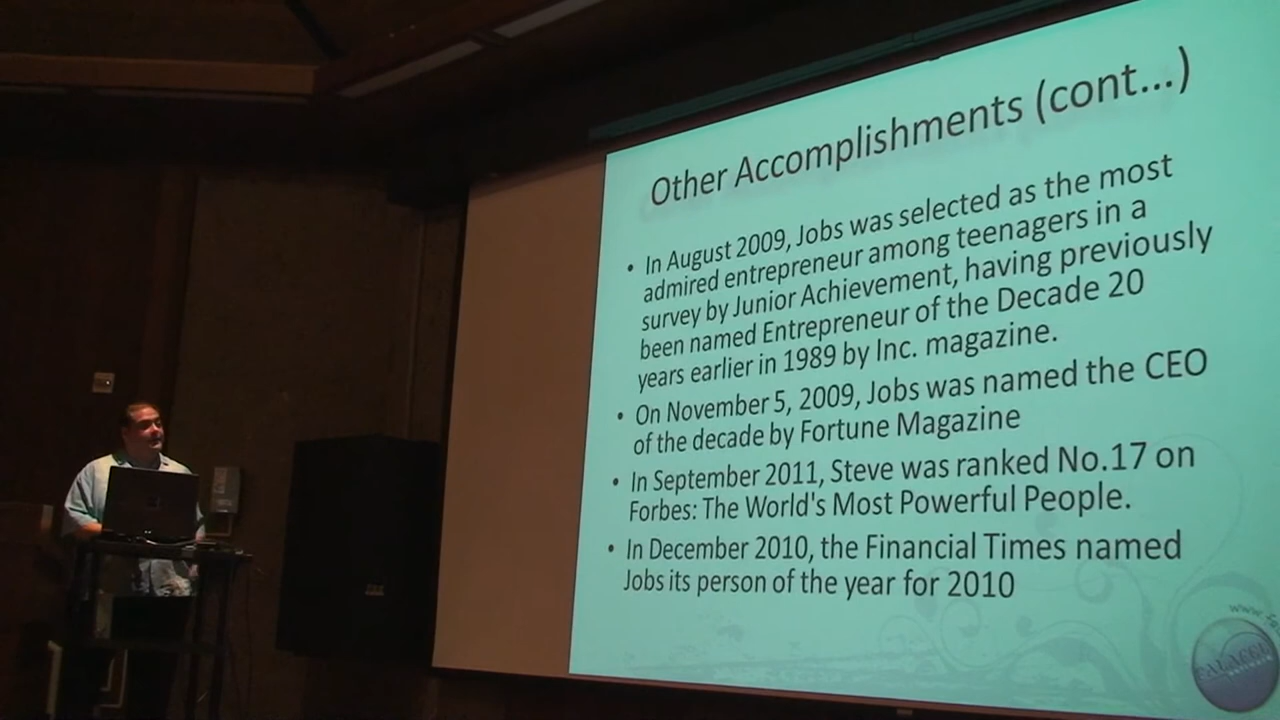 Other Accomplishments (cont...)
• In August 2009, Jobs was selected as the most
admired entrepreneur among teenagers in a
survey by Junior Achievement, having previously
been named Entrepreneur of the Decade 20
years earlier in 1989 by Inc. magazine.
• On November 5, 2009, Jobs was named the CEO
of the decade by Fortune Magazine
• In September 2011, Steve was ranked No.17 on
Forbes: The World's Most Powerful People.
• In December 2010, the Financial Times named
Jobs its person of the year for 2010